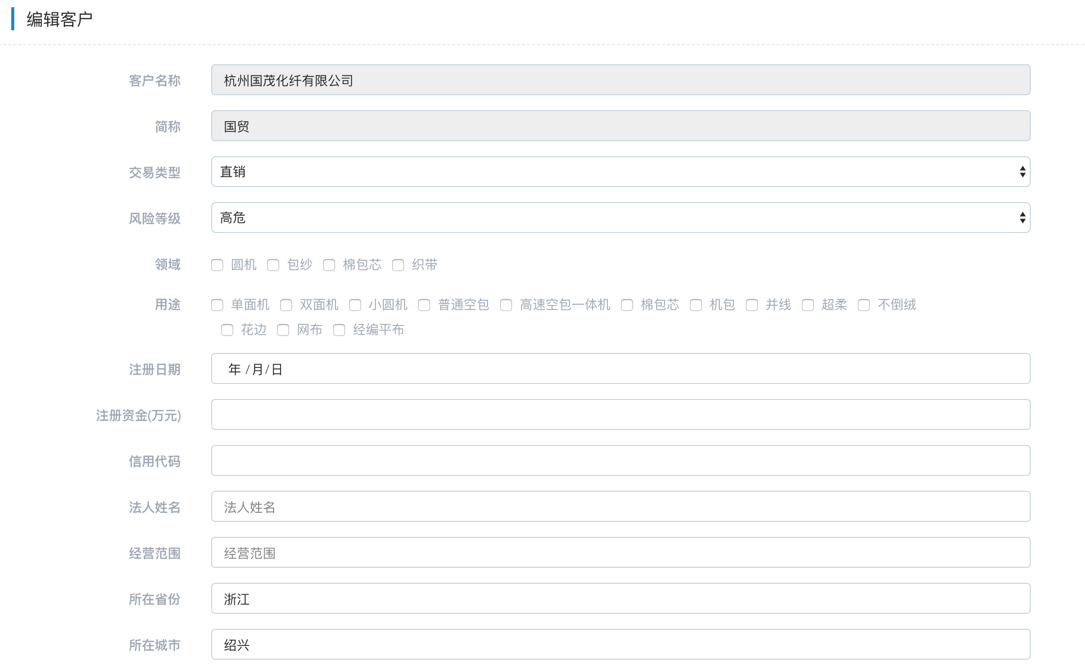 编辑客户
客户名称 杭州国茂化纤有限公司
简称 国贸
交易类型 直销
风险等级 高危
领域 圆机 包纱 棉包芯 织带
用途 单面机 双面机 小圆机 普通空包 高速空包一体机 棉包芯 机包 并线 超柔 不倒绒
花边 网布 经编平布
注册日期 年 /月/日
注册资金(万元)
信用代码
法人姓名 法人姓名
经营范围 经营范围
所在省份 浙江
所在城市 绍兴